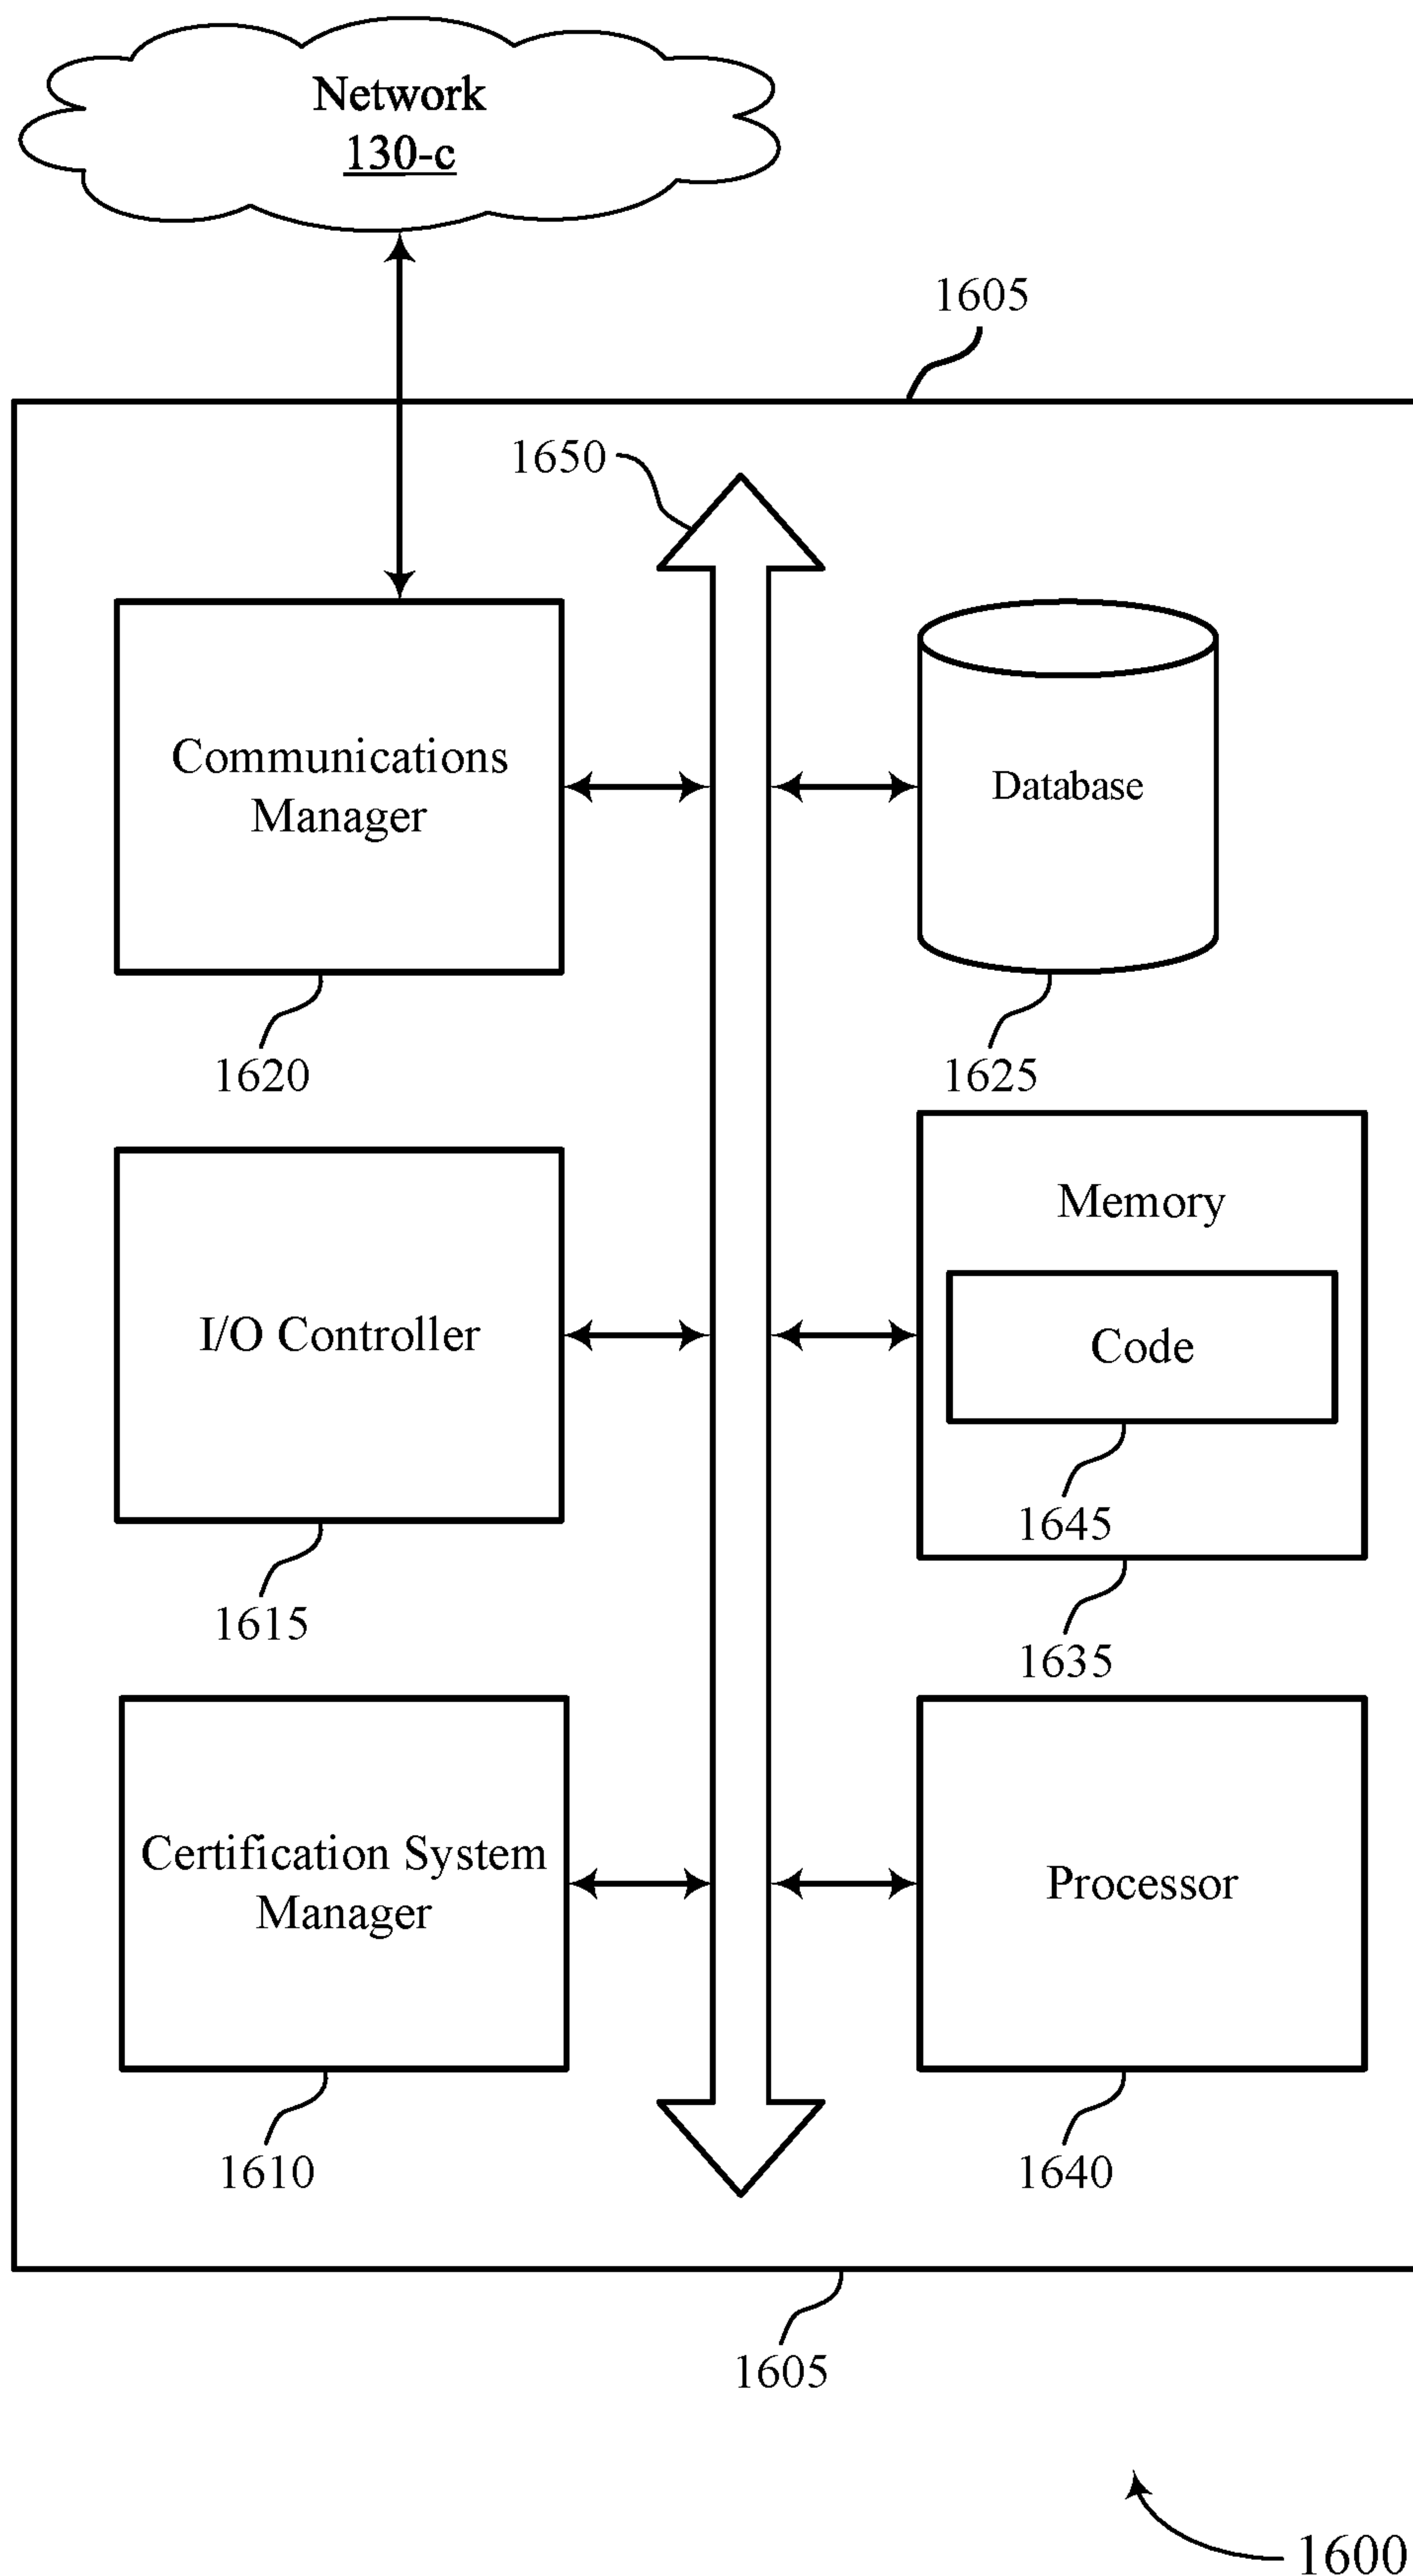 Network
130-c
1605
1650
Communications
Manager
Database
1620
1625
Memory
I/O Controller
Code
1645
1615
1635
Certification System
Manager
Processor
1610
1640
1605
1600